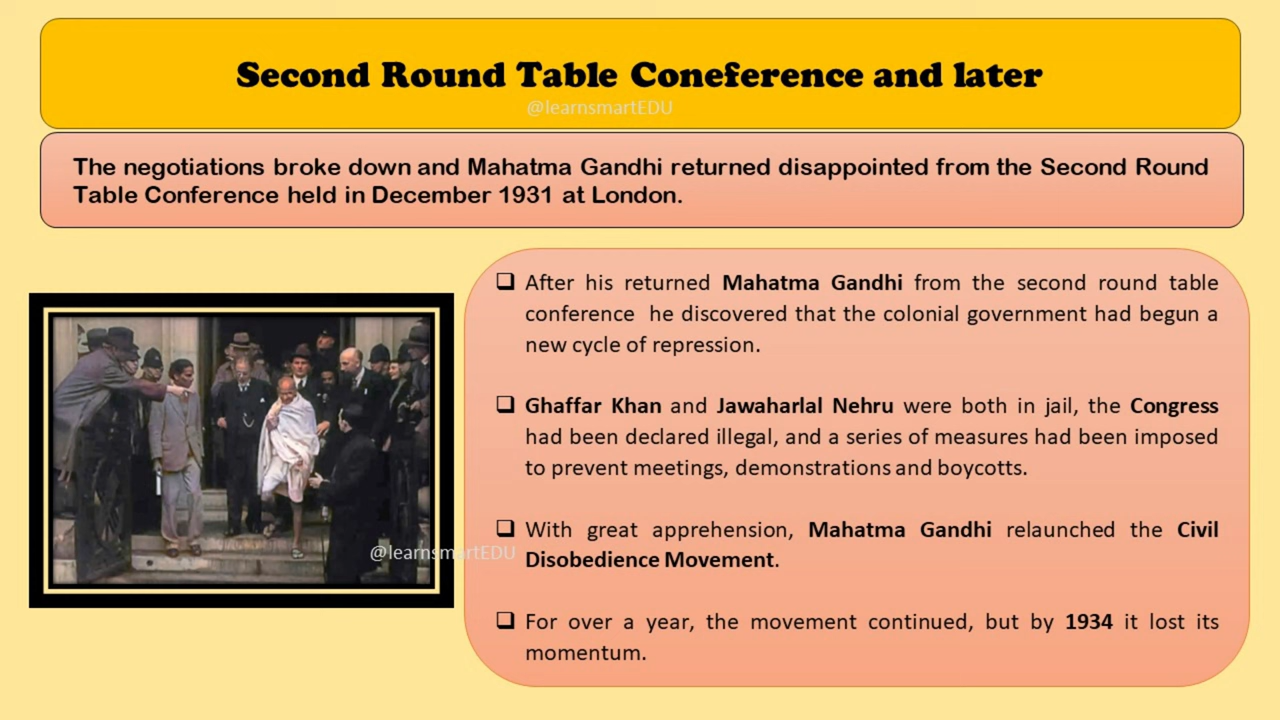 Second Round Table Coneference and later
@learnsmartEDU
The negotiations broke down and Mahatma Gandhi returned disappointed from the Second Round
Table Conference held in December 1931 at London.
❑ After his returned Mahatma Gandhi from the second round table
conference he discovered that the colonial government had begun a
new cycle of repression.
❑ Ghaffar Khan and Jawaharlal Nehru were both in jail, the Congress
had been declared illegal, and a series of measures had been imposed
to prevent meetings, demonstrations and boycotts.
❑ With great apprehension, Mahatma Gandhi relaunched the Civil
Disobedience Movement.
@learnsmartEDU
❑ For over a year, the movement continued, but by 1934 it lost its
momentum.